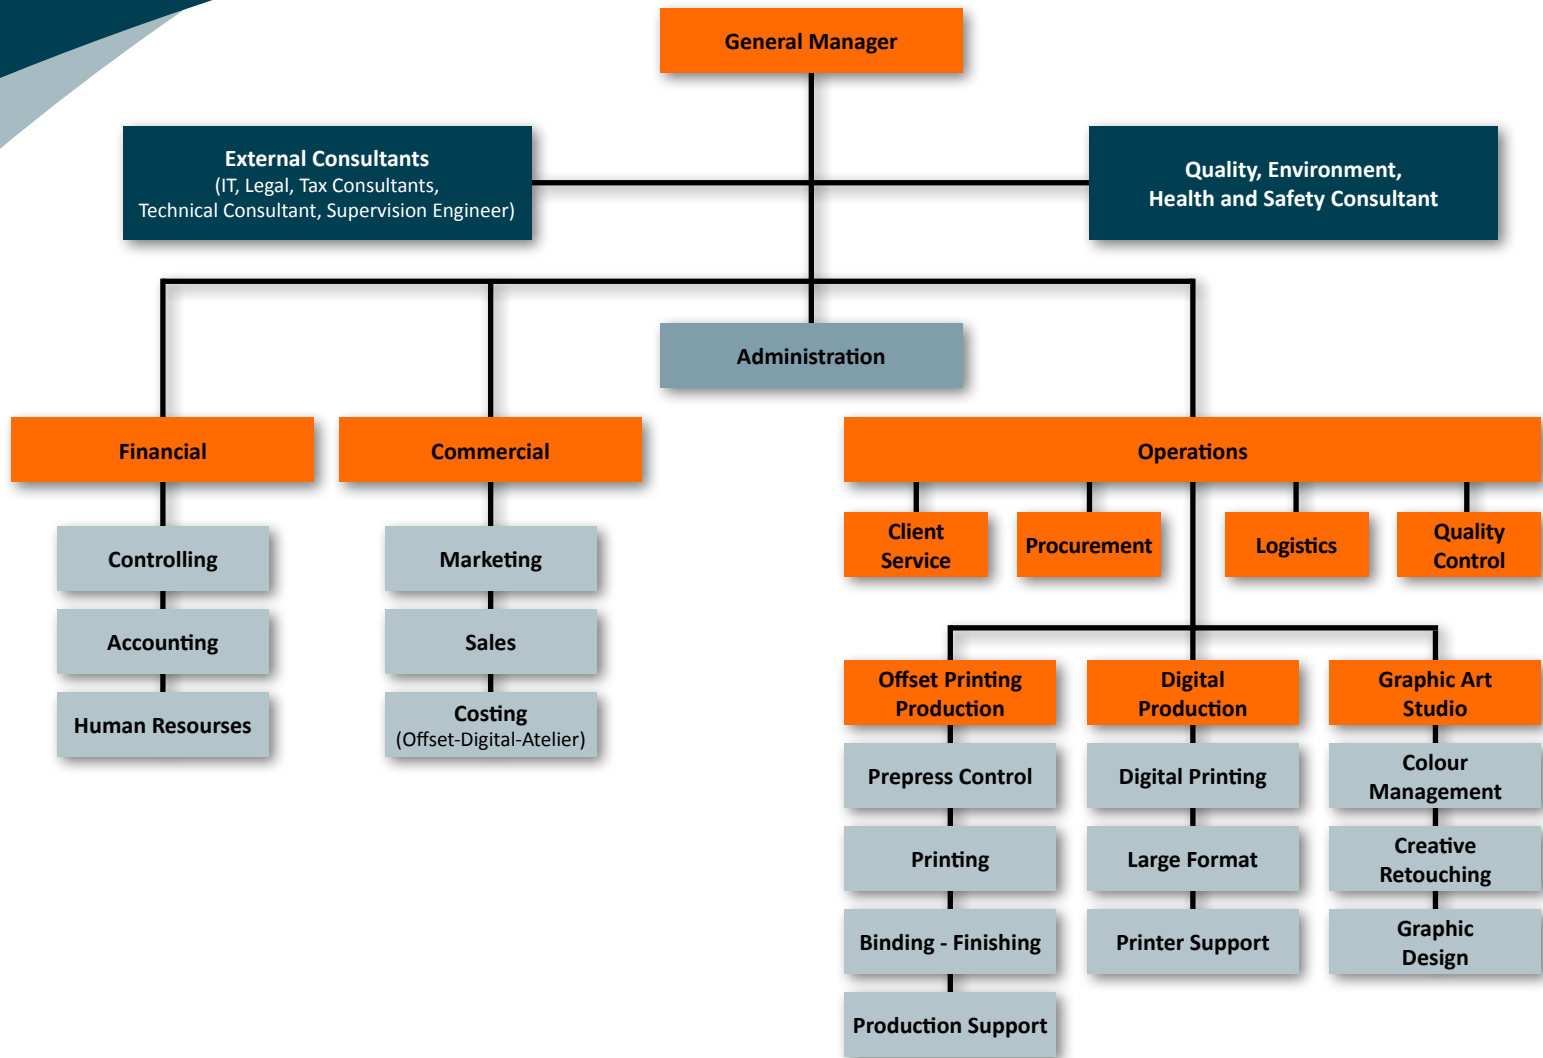 General Manager
External Consultants
(IT, Legal, Tax Consultants,
Technical Consultant, Supervision Engineer)
Quality, Environment,
Health and Safety Consultant
Administration
Financial
Commercial
Operations
Controlling
Accounting
Human Resourses
Marketing
Sales
Costing
(Offset-Digital-Atelier)
Client
Service
Procurement
Logistics
Quality
Control
Offset Printing
Production
Prepress Control
Printing
Binding - Finishing
Production Support
Digital
Production
Digital Printing
Large Format
Printer Support
Graphic Art
Studio
Colour
Management
Creative
Retouching
Graphic
Design